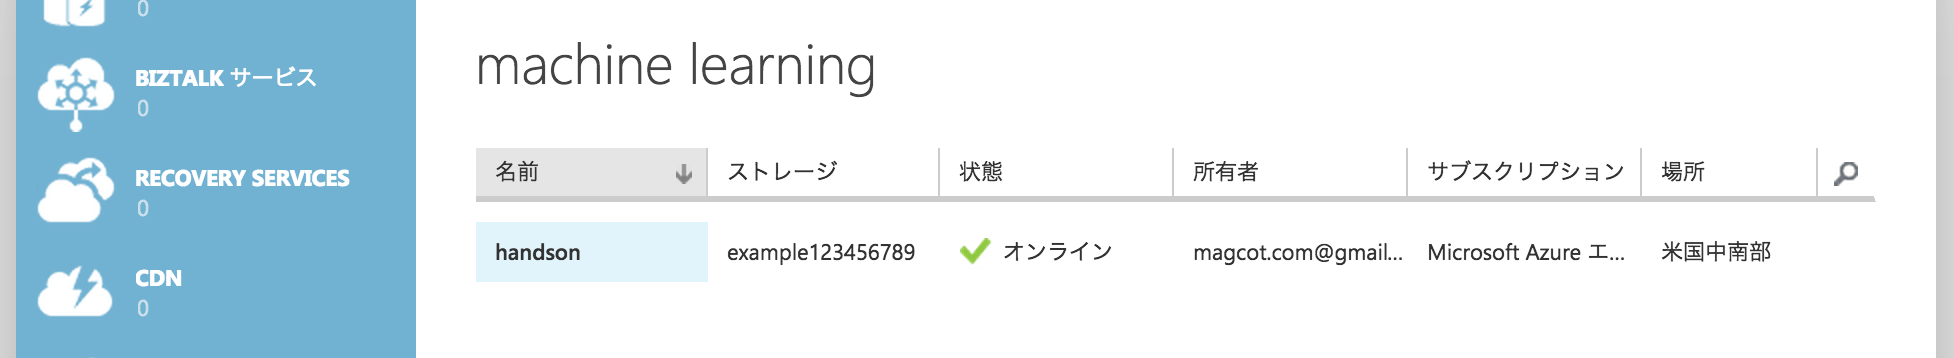 0
BIZTALK サービス
0
RECOVERY SERVICES
0
CDN
0
machine learning
名前 ストレージ 状態 所有者 サブスクリプション 場所
handson example123456789 オンライン magcot.com@gmail... Microsoft Azure エ... 米国中南部